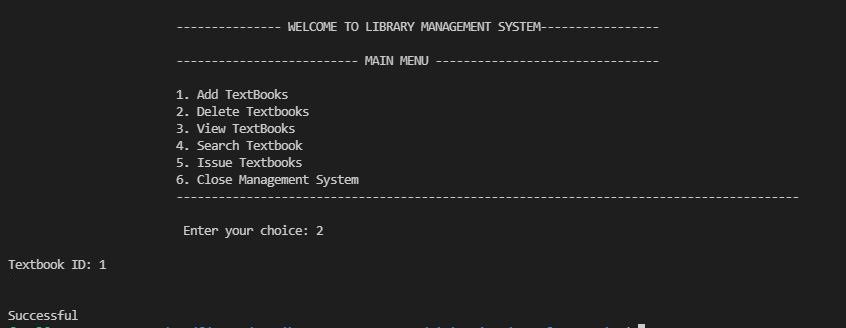 --------------- WELCOME TO LIBRARY MANAGEMENT SYSTEM-----------------
-------------------------- MAIN MENU --------------------------------
1. Add TextBooks
2. Delete Textbooks
3. View TextBooks
4. Search Textbook
5. Issue Textbooks
6. Close Management System
-----------------------------------------------------------------------------------------
Enter your choice: 2
Textbook ID: 1
Successful